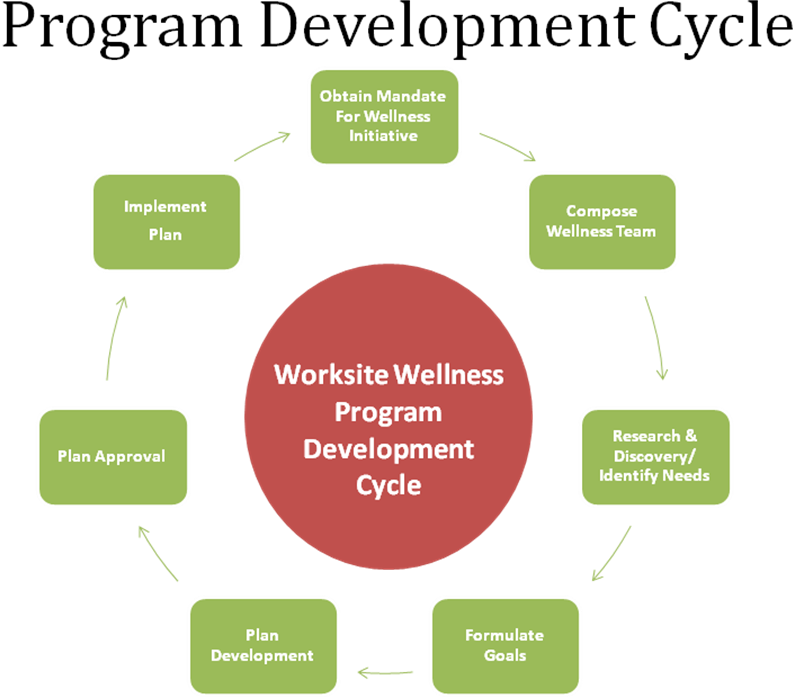 Program Development Cycle
Obtain Mandate
For Wellness
Initiative
Compose
Wellness Team
Research &
Discovery/
Identify Needs
Formulate
Goals
Plan
Development
Plan Approval
Implement
Plan
Worksite Wellness
Program
Development
Cycle